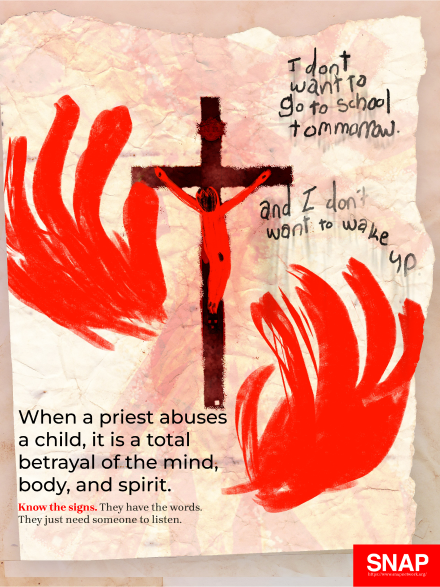 I dont
want to
go to school
tommorrow.
and I don't
want to wake
up
When a priest abuses
a child, it is a total
betrayal of the mind,
body, and spirit.
Know the signs. They have the words.
They just need someone to listen.
SNAP